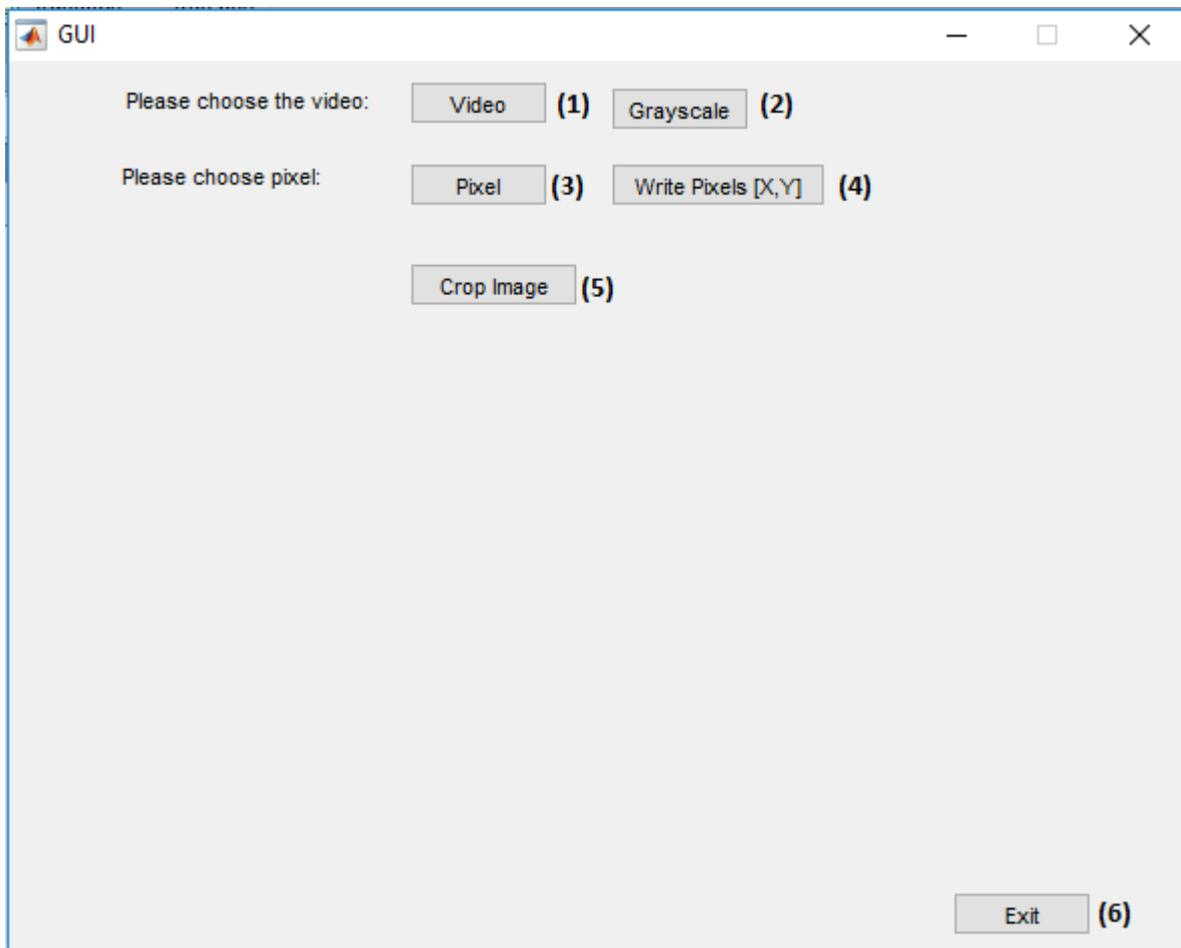 GUI
Please choose the video: Video (1) Grayscale (2)
Please choose pixel: Pixel (3) Write Pixels [X,Y] (4)
Crop Image (5)
Exit (6)